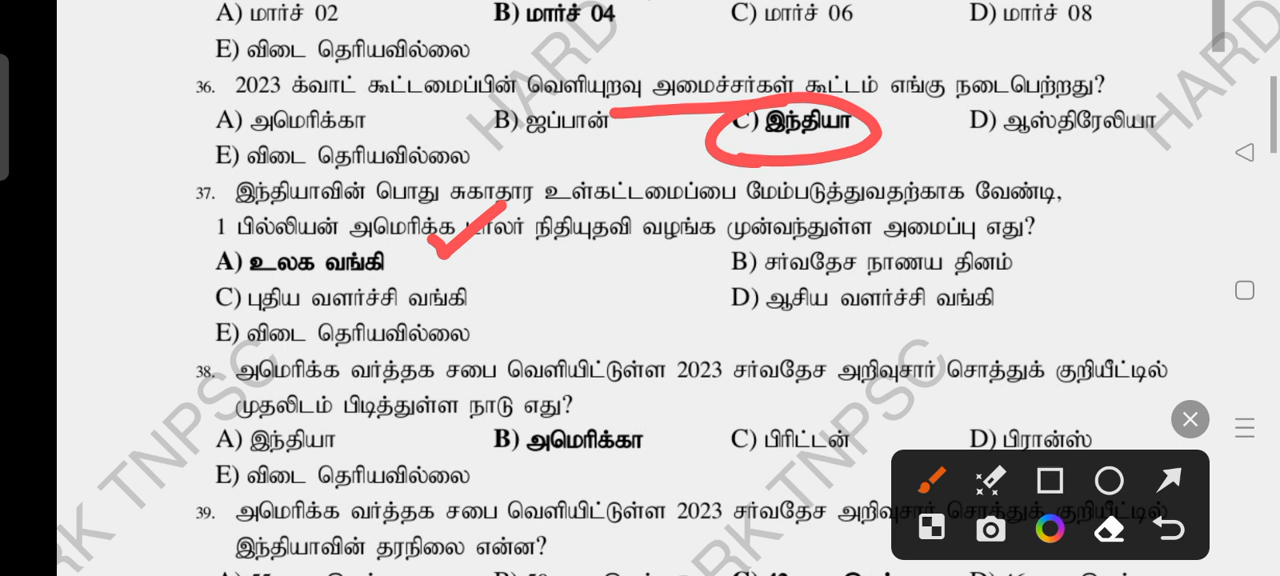 A) மார்ச் 02 B) மார்ச் 04 C) மார்ச் 06 D) மார்ச் 08
E) விடை தெரியவில்லை
36. 2023 க்வாட் கூட்டமைப்பின் வெளியுறவு அமைச்சர்கள் கூட்டம் எங்கு நடைபெற்றது?
A) அமெரிக்கா B) ஜப்பான் C) இந்தியா D) ஆஸ்திரேலியா
E) விடை தெரியவில்லை
37. இந்தியாவின் பொது சுகாதார உள்கட்டமைப்பை மேம்படுத்துவதற்காக வேண்டி,
1 பில்லியன் அமெரிக்க டாலர் நிதியுதவி வழங்க முன்வந்துள்ள அமைப்பு எது?
A) உலக வங்கி B) சர்வதேச நாணய தினம்
C) புதிய வளர்ச்சி வங்கி D) ஆசிய வளர்ச்சி வங்கி
E) விடை தெரியவில்லை
38. அமெரிக்க வர்த்தக சபை வெளியிட்டுள்ள 2023 சர்வதேச அறிவுசார் சொத்துக் குறியீட்டில்
முதலிடம் பிடித்துள்ள நாடு எது?
A) இந்தியா B) அமெரிக்கா C) பிரிட்டன் D) பிரான்ஸ்
E) விடை தெரியவில்லை
39. அமெரிக்க வர்த்தக சபை வெளியிட்டுள்ள 2023 சர்வதேச அறிவுசார் சொத்துக் குறியீட்டில்
இந்தியாவின் தரநிலை என்ன?
HARD
HARD
RK TNPSC
RK TNPSC